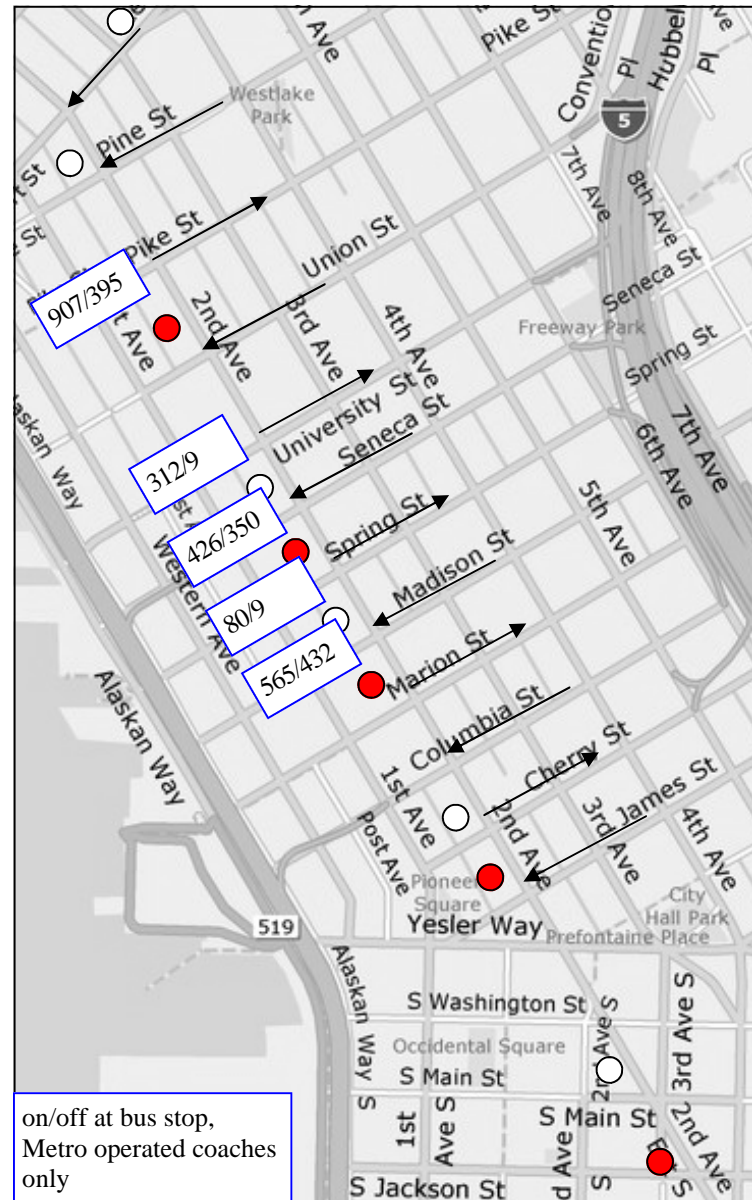 Pike St
Conventio
Pl
Hubbel
Pl
Ave
Westlake
Park
Pine St
5
7th Ave
8th Ave
Pike St
Union St
Seneca St
907/395
2nd Ave
3rd Ave
4th Ave
Freeway Park
Spring St
Alaskan Way
University St
Seneca St
6th Ave
7th Ave
312/9
5th Ave
426/350
Spring St
Western Ave
Madison St
80/9
565/432
Marion St
Alaskan Way
Columbia St
Cherry St
1st Ave
2nd Ave
3rd Ave
James St
4th Ave
Post Ave
Pioneer
Square
City
Hall Park
519
Yesler Way
Prefontaine Place
Alaskan Way S
S Washington St
2nd Ave S
3rd Ave S
Occidental Square
S Main St
S Main St
1st
Ave S
2nd Ave
S Jackson St
on/off at bus stop,
Metro operated coaches
only